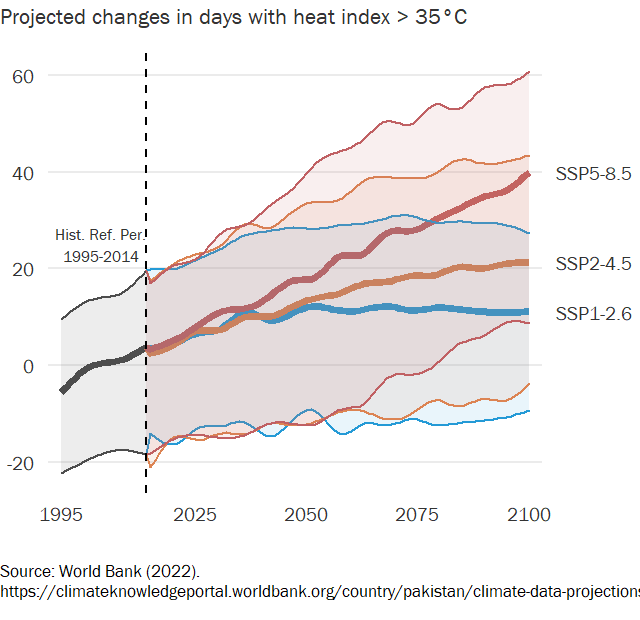 Projected changes in days with heat index > 35°C
60
40
20
0
-20
Hist. Ref. Per.
1995-2014
SSP5-8.5
SSP2-4.5
SSP1-2.6
1995 2025 2050 2075 2100
Source: World Bank (2022).
https://climateknowledgeportal.worldbank.org/country/pakistan/climate-data-projections